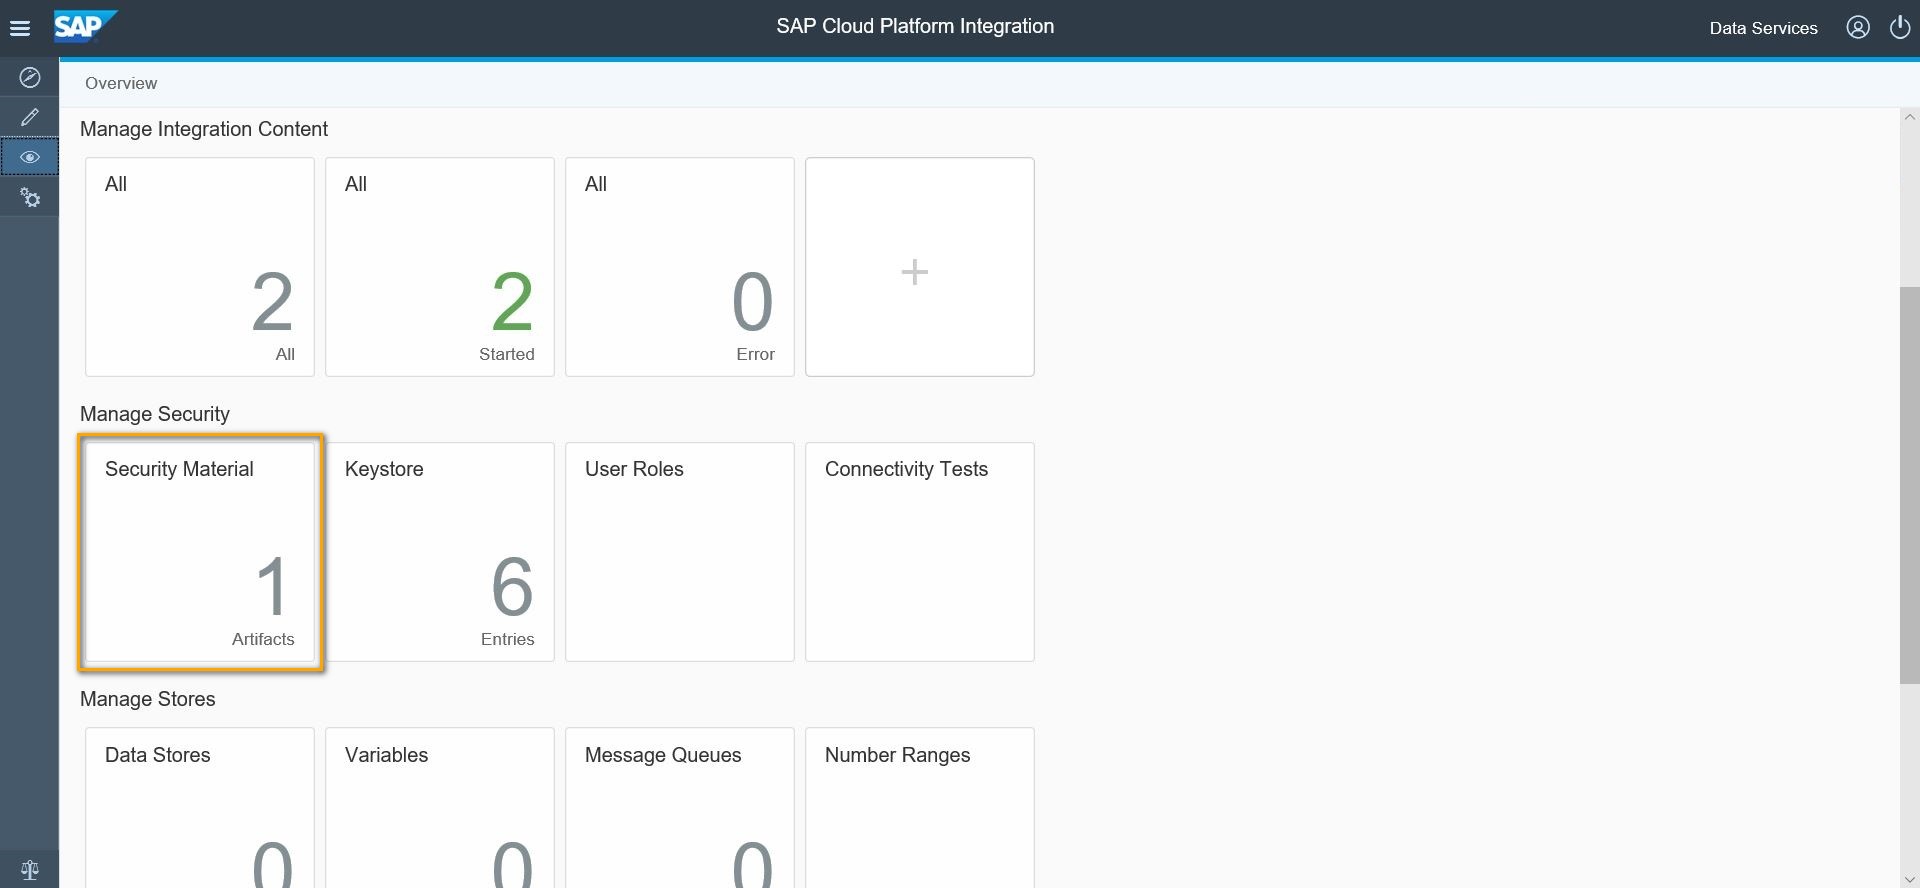 SAP
SAP Cloud Platform Integration
Data Services
Overview
Manage Integration Content
All
2
All
All
2
Started
All
0
Error
Manage Security
Security Material
1
Artifacts
Keystore
6
Entries
User Roles
Connectivity Tests
Manage Stores
Data Stores
0
Variables
0
Message Queues
0
Number Ranges